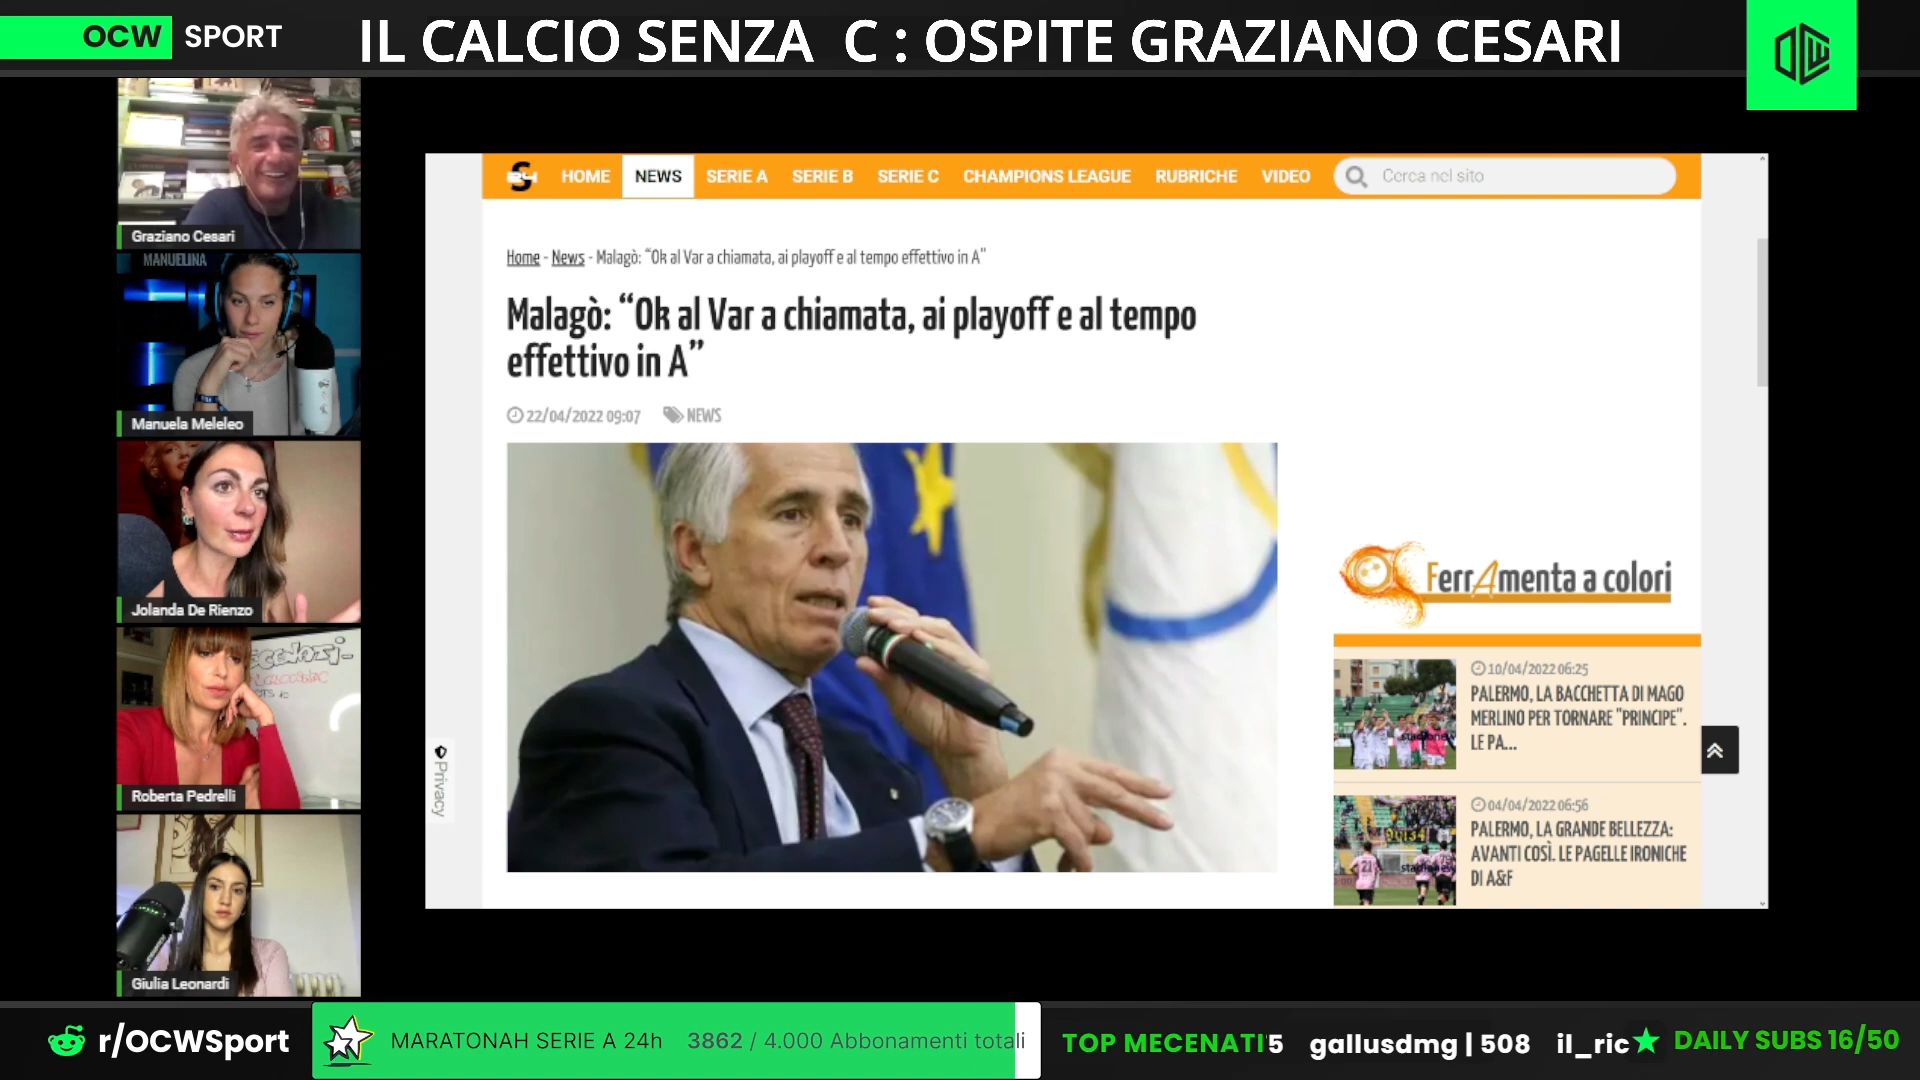 OCW SPORT
IL CALCIO SENZA C : OSPITE GRAZIANO CESARI
Graziano Cesari
MANUELINA
Manuela Meleleo
Jolanda De Rienzo
Roberta Pedrelli
Giulia Leonardi
HOME NEWS SERIE A SERIE B SERIE C CHAMPIONS LEAGUE RUBRICHE VIDEO Cerca nel sito
Home - News - Malagò: “Ok al Var a chiamata, ai playoff e al tempo effettivo in A”
Malagò: “Ok al Var a chiamata, ai playoff e al tempo
effettivo in A”
22/04/2022 09:07 NEWS
Privacy
FerrAmenta a colori
10/04/2022 06:25
PALERMO, LA BACCHETTA DI MAGO
MERLINO PER TORNARE "PRINCIPE".
LE PA...
04/04/2022 06:56
PALERMO, LA GRANDE BELLEZZA:
AVANTI COSÌ. LE PAGELLE IRONICHE
DI A&F
r/OCWSport
MARATONAH SERIE A 24h 3862 / 4.000 Abbonamenti totali
TOP MECENATI 5 gallusdmg | 508 il_ric
DAILY SUBS 16/50